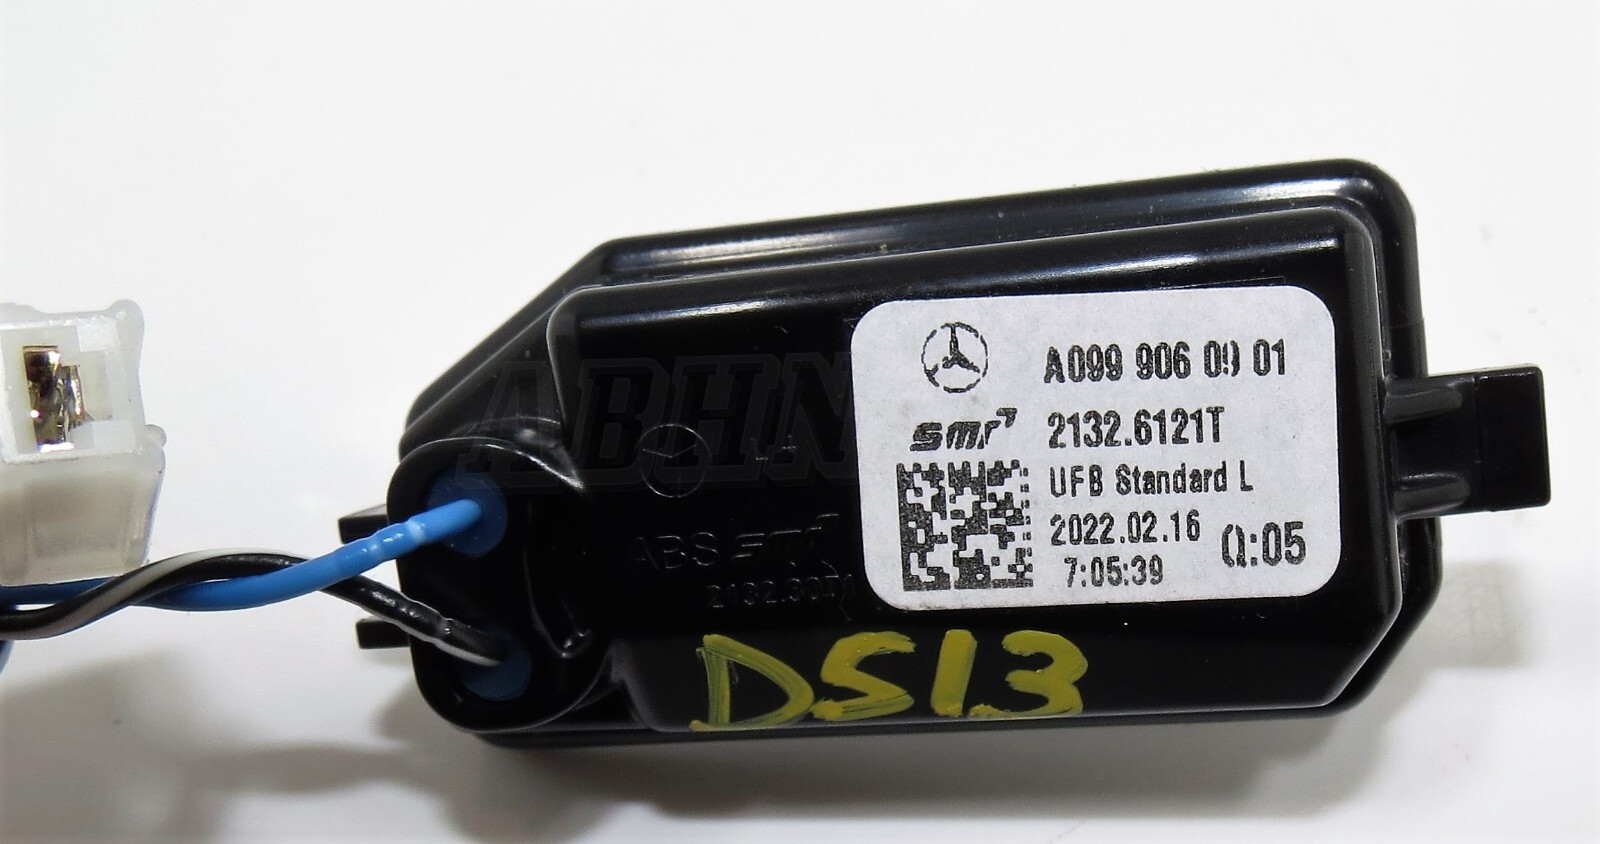 A099 906 09 01
smr
2132.6121T
UFB Standard L
2022.02.16
7:05:39
Q:05
ABS smr
DS13